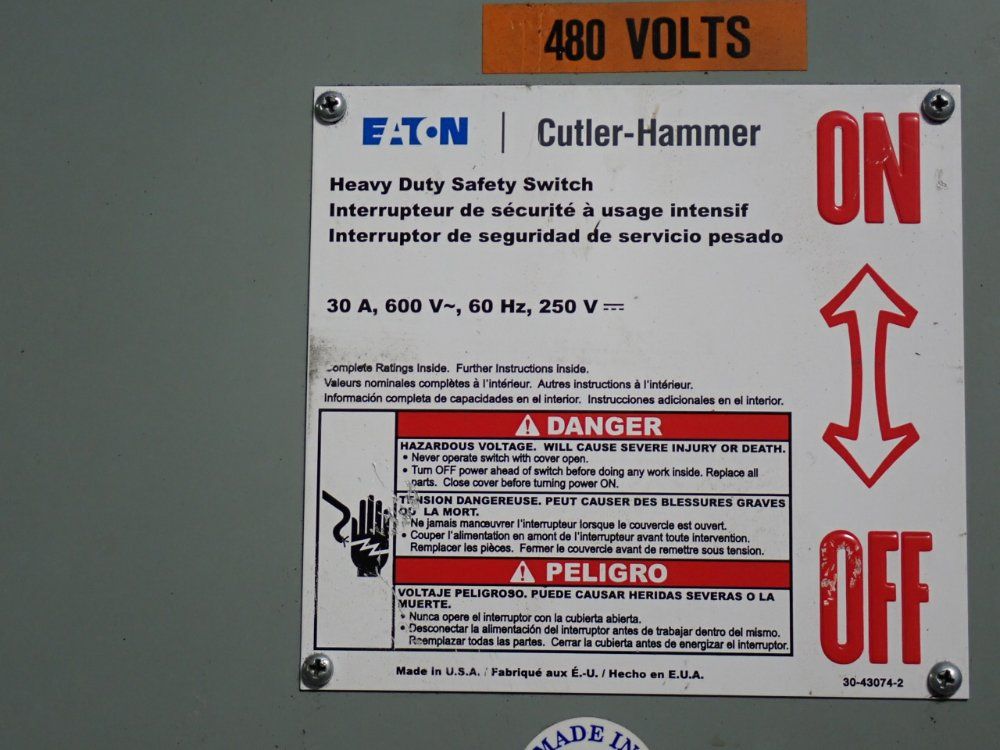 480 VOLTS
EATON | Cutler-Hammer
Heavy Duty Safety Switch
Interrupteur de sécurité à usage intensif
Interruptor de seguridad de servicio pesado
30 A, 600 V~, 60 Hz, 250 V ⎓
Complete Ratings Inside. Further Instructions inside.
Valeurs nominales complètes à l'intérieur. Autres instructions à l'intérieur.
Información completa de capacidades en el interior. Instrucciones adicionales en el interior.
⚠ DANGER
HAZARDOUS VOLTAGE. WILL CAUSE SEVERE INJURY OR DEATH.
• Never operate switch with cover open.
• Turn OFF power ahead of switch before doing any work inside. Replace all
parts. Close cover before turning power ON.
TENSION DANGEREUSE. PEUT CAUSER DES BLESSURES GRAVES
OU LA MORT.
Ne jamais manœuvrer l'interrupteur lorsque le couvercle est ouvert.
• Couper l'alimentation en amont de l'interrupteur avant toute intervention.
Remplacer les pièces. Fermer le couvercle avant de remettre sous tension.
⚠ PELIGRO
VOLTAJE PELIGROSO. PUEDE CAUSAR HERIDAS SEVERAS O LA
MUERTE.
• Nunca opere el interruptor con la cubierta abierta.
• Desconectar la alimentación del interruptor antes de trabajar dentro del mismo.
Reemplazar todas las partes. Cerrar la cubierta antes de energizar el interruptor.
Made in U.S.A. / Fabriqué aux É.-U. / Hecho en E.U.A.
ON
OFF
30-43074-2
MADE IN